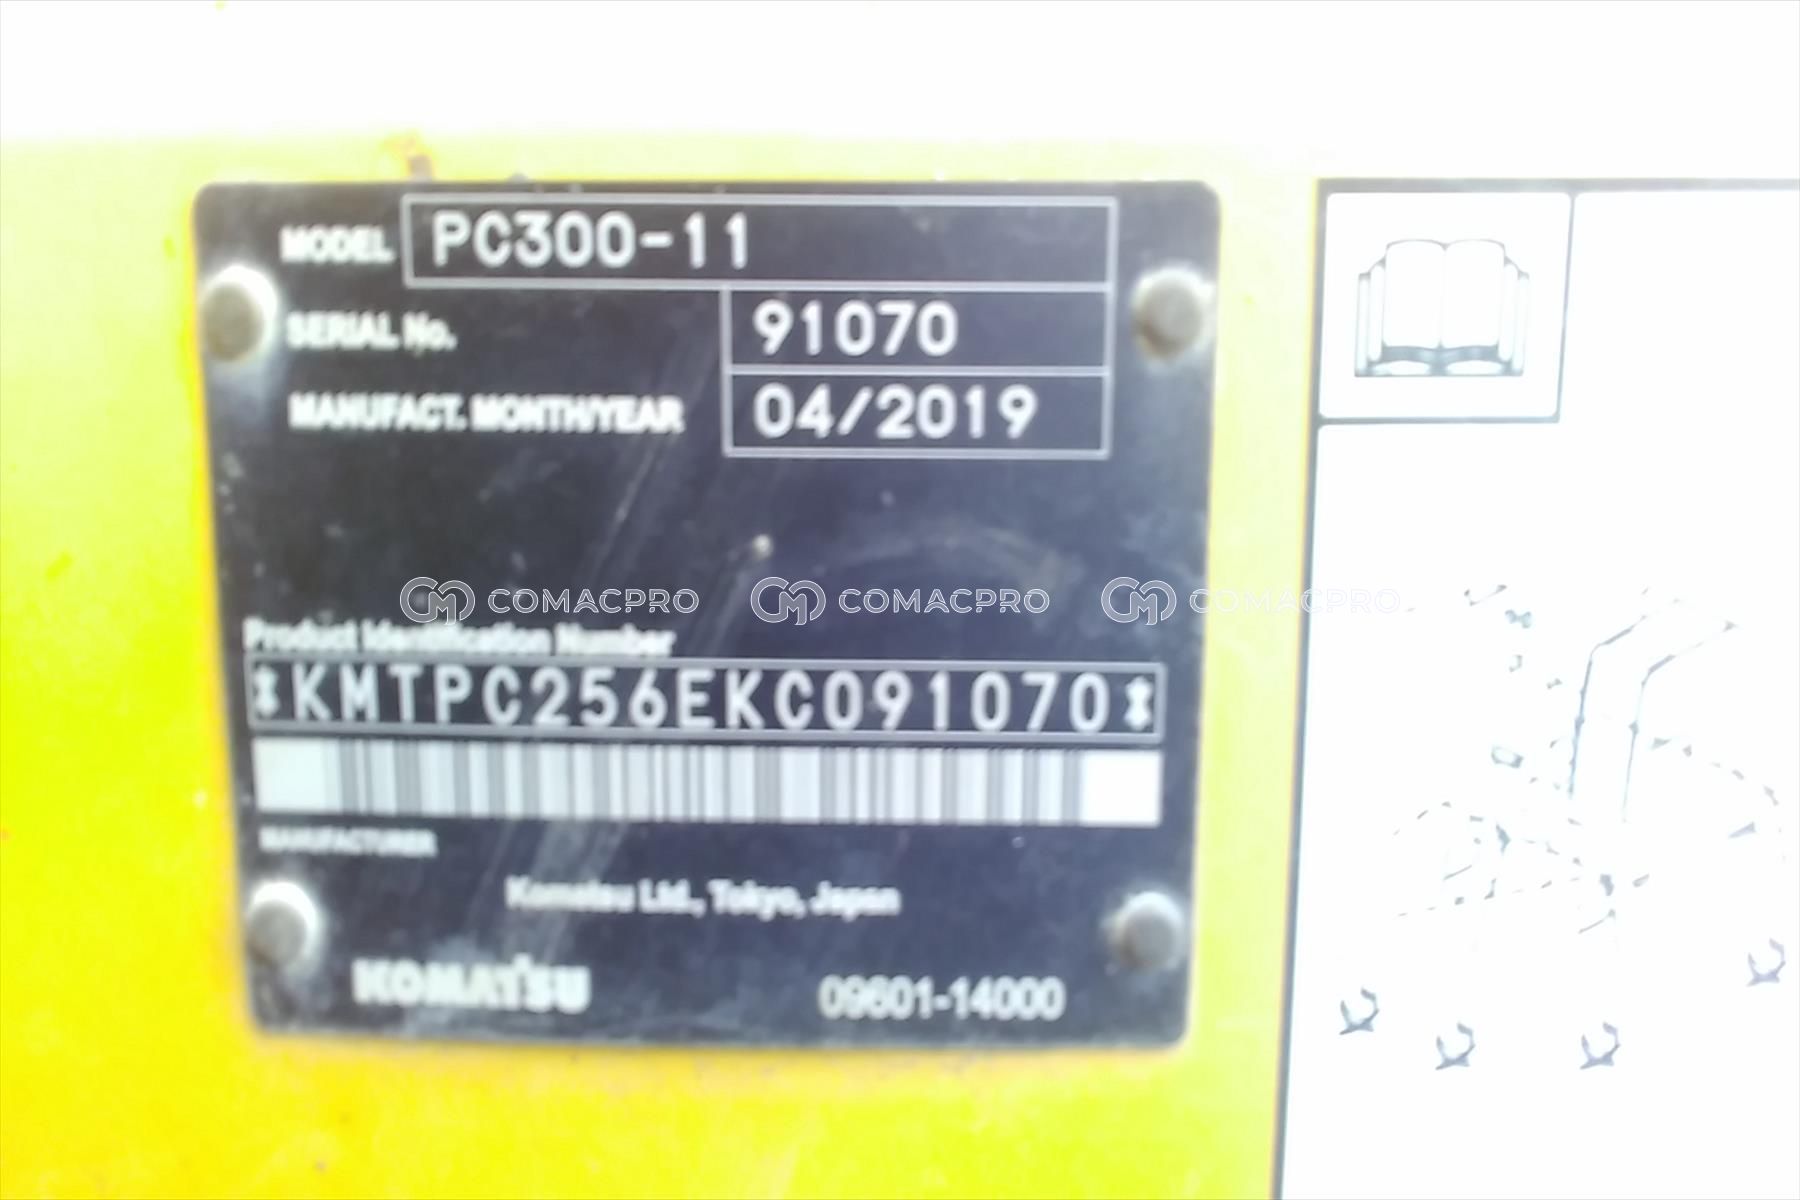 MODEL PC300-11
SERIAL No. 91070
MANUFACT. MONTH/YEAR 04/2019
COMACPRO COMACPRO COMACPRO
Product Identification Number
*KMTPC256EKC091070*
MANUFACTURER
Komatsu Ltd., Tokyo, Japan
KOMATSU 09601-14000